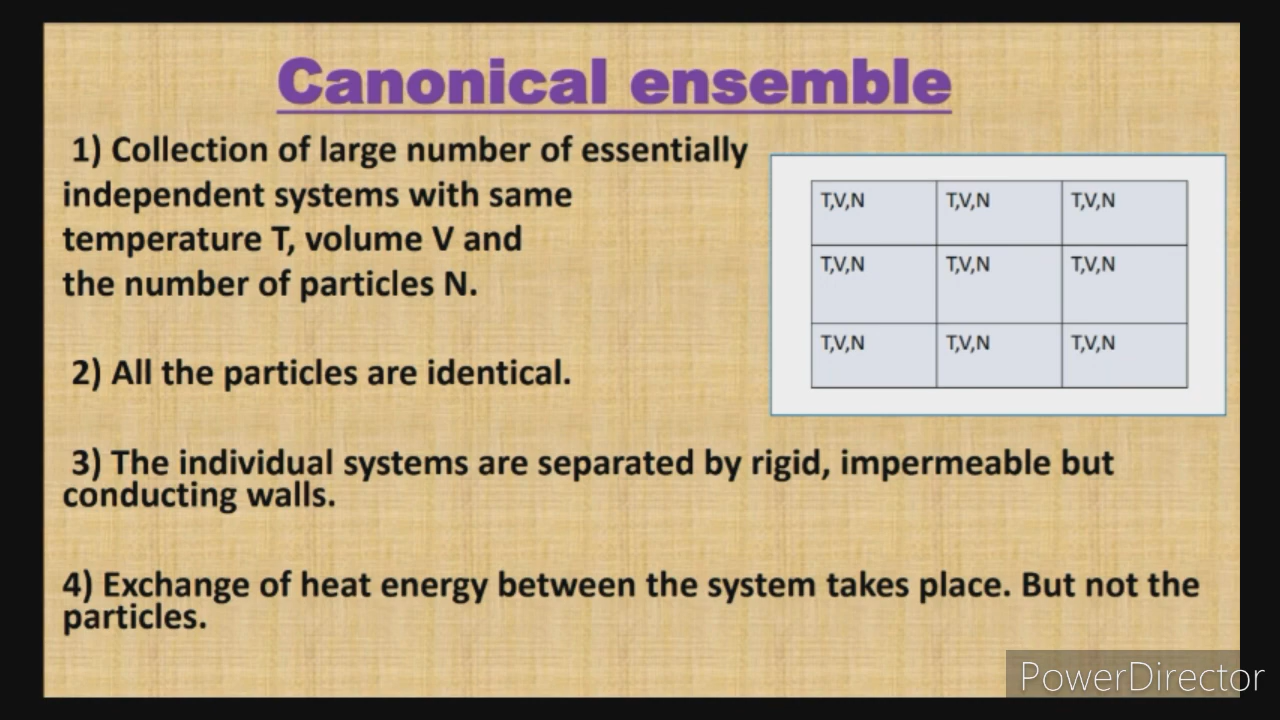 Canonical ensemble
1) Collection of large number of essentially
independent systems with same
temperature T, volume V and
the number of particles N.
T,V,N T,V,N T,V,N
T,V,N T,V,N T,V,N
T,V,N T,V,N T,V,N
2) All the particles are identical.
3) The individual systems are separated by rigid, impermeable but
conducting walls.
4) Exchange of heat energy between the system takes place. But not the
particles.
PowerDirector